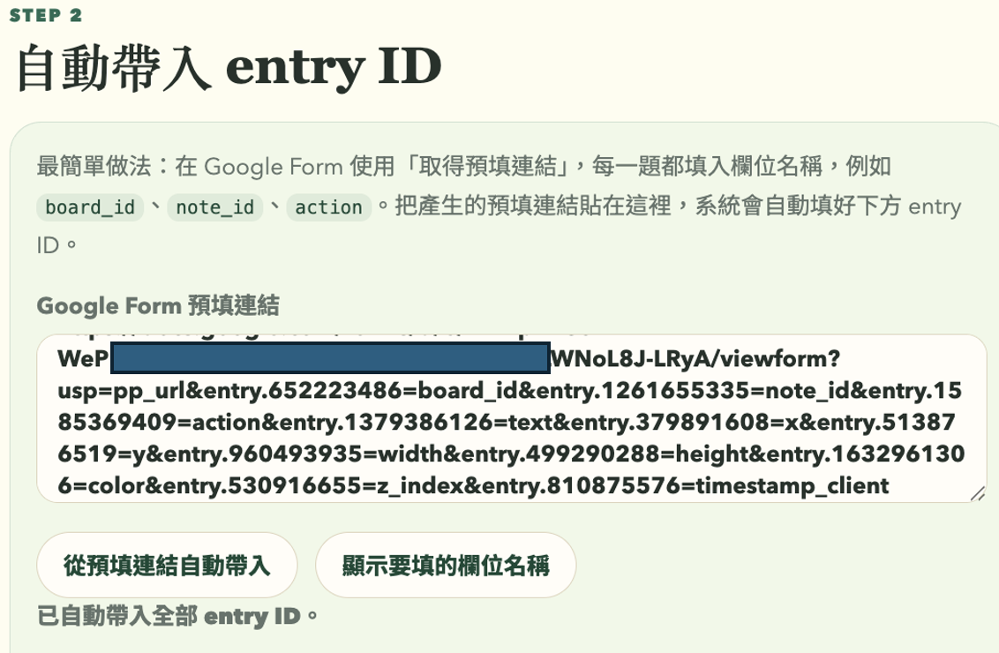 STEP 2
自動帶入 entry ID
最簡單做法：在 Google Form 使用「取得預填連結」，每一題都填入欄位名稱，例如
board_id、note_id、action。把產生的預填連結貼在這裡，系統會自動填好下方 entry
ID。
Google Form 預填連結
WeP WNoL8J-LRyA/viewform?
usp=pp_url&entry.652223486=board_id&entry.1261655335=note_id&entry.15
85369409=action&entry.1379386126=text&entry.379891608=x&entry.51387
6519=y&entry.960493935=width&entry.499290288=height&entry.163296130
6=color&entry.530916655=z_index&entry.810875576=timestamp_client
從預填連結自動帶入 顯示要填的欄位名稱
已自動帶入全部 entry ID。